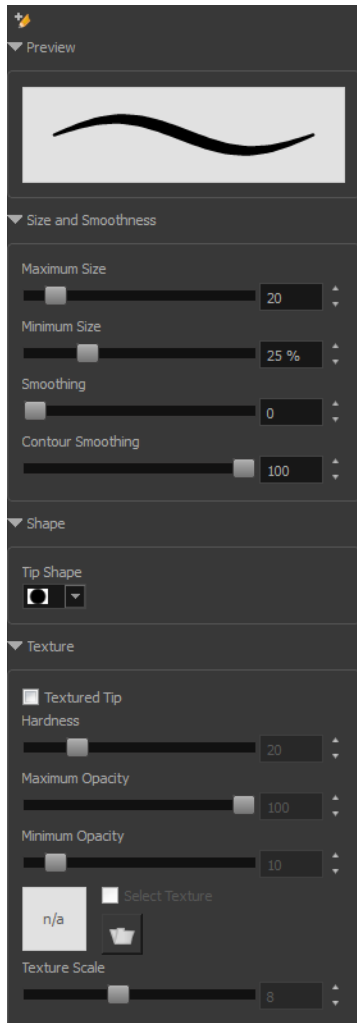 Preview
Size and Smoothness
Maximum Size
20
Minimum Size
25 %
Smoothing
0
Contour Smoothing
100
Shape
Tip Shape
Texture
Textured Tip
Hardness
20
Maximum Opacity
100
Minimum Opacity
10
n/a
Select Texture
Texture Scale
8